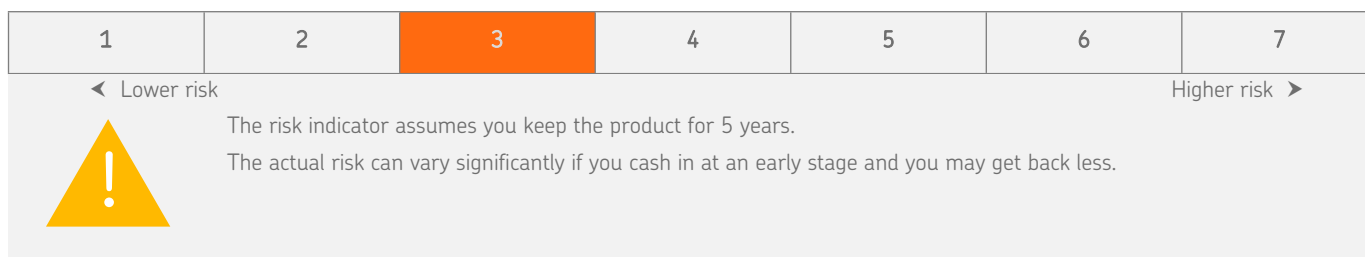 1 2 3 4 5 6 7
Lower risk Higher risk
The risk indicator assumes you keep the product for 5 years.
The actual risk can vary significantly if you cash in at an early stage and you may get back less.